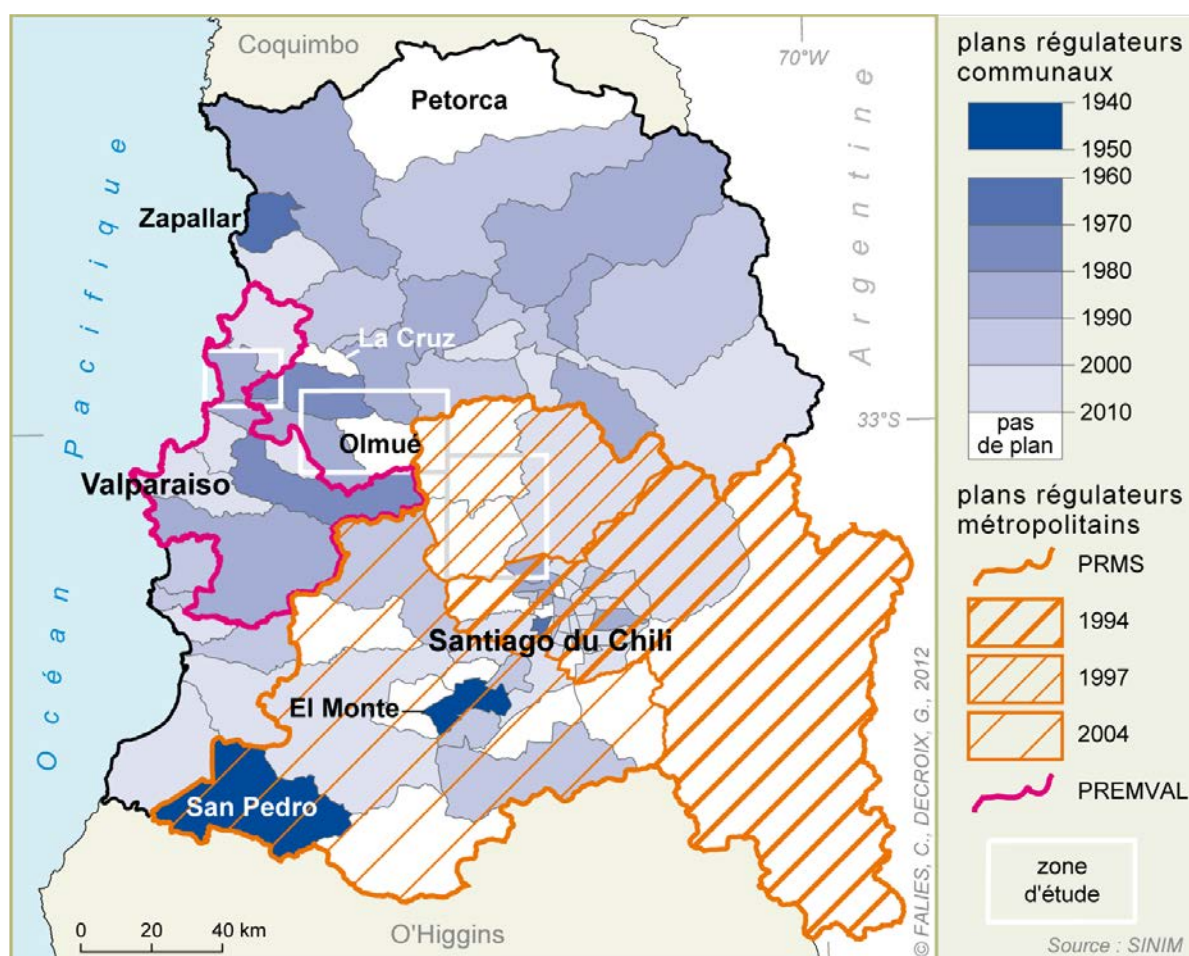 Coquimbo
70°W
Petorca
Argentine
Zapallar
Océan Pacifique
La Cruz
33°S
Olmué
Valparaiso
Santiago du Chili
El Monte
San Pedro
O'Higgins
0 20 40 km
© FALIES, C., DECROIX, G., 2012
plans régulateurs
communaux
1940
1950
1960
1970
1980
1990
2000
2010
pas
de plan
plans régulateurs
métropolitains
PRMS
1994
1997
2004
PREMVAL
zone
d'étude
Source : SINIM